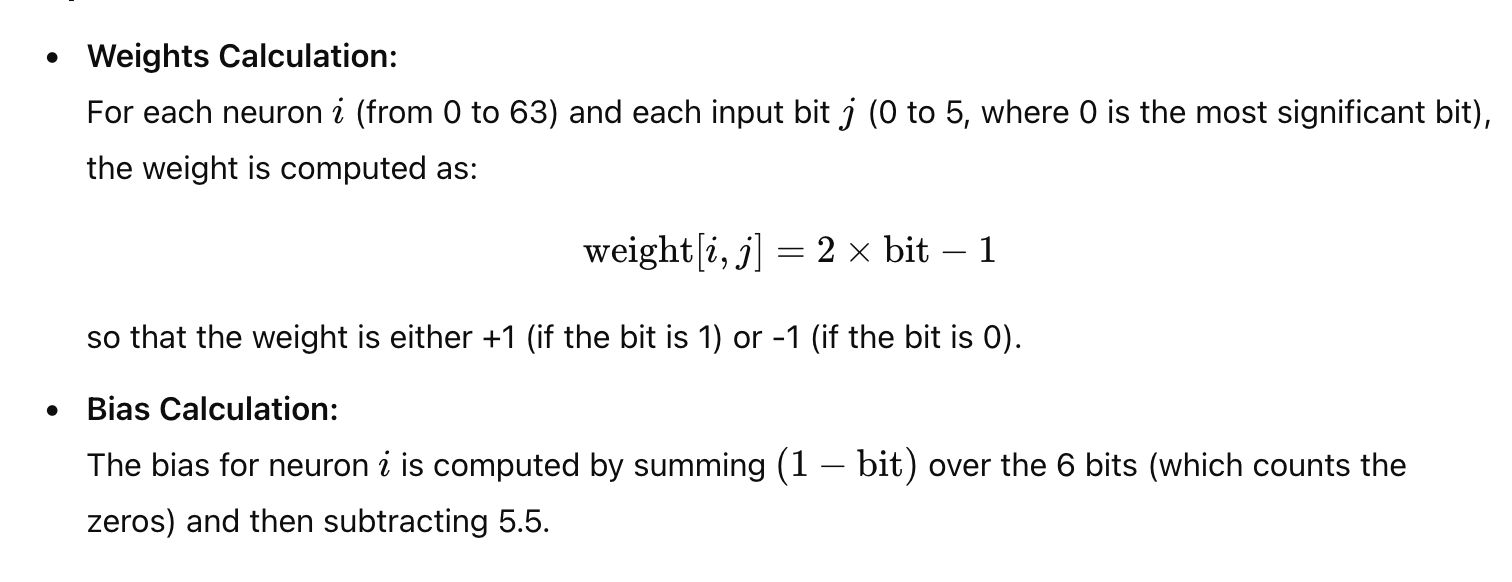 • Weights Calculation:
For each neuron i (from 0 to 63) and each input bit j (0 to 5, where 0 is the most significant bit),
the weight is computed as:
weight[i, j] = 2 × bit − 1
so that the weight is either +1 (if the bit is 1) or -1 (if the bit is 0).
• Bias Calculation:
The bias for neuron i is computed by summing (1 − bit) over the 6 bits (which counts the
zeros) and then subtracting 5.5.